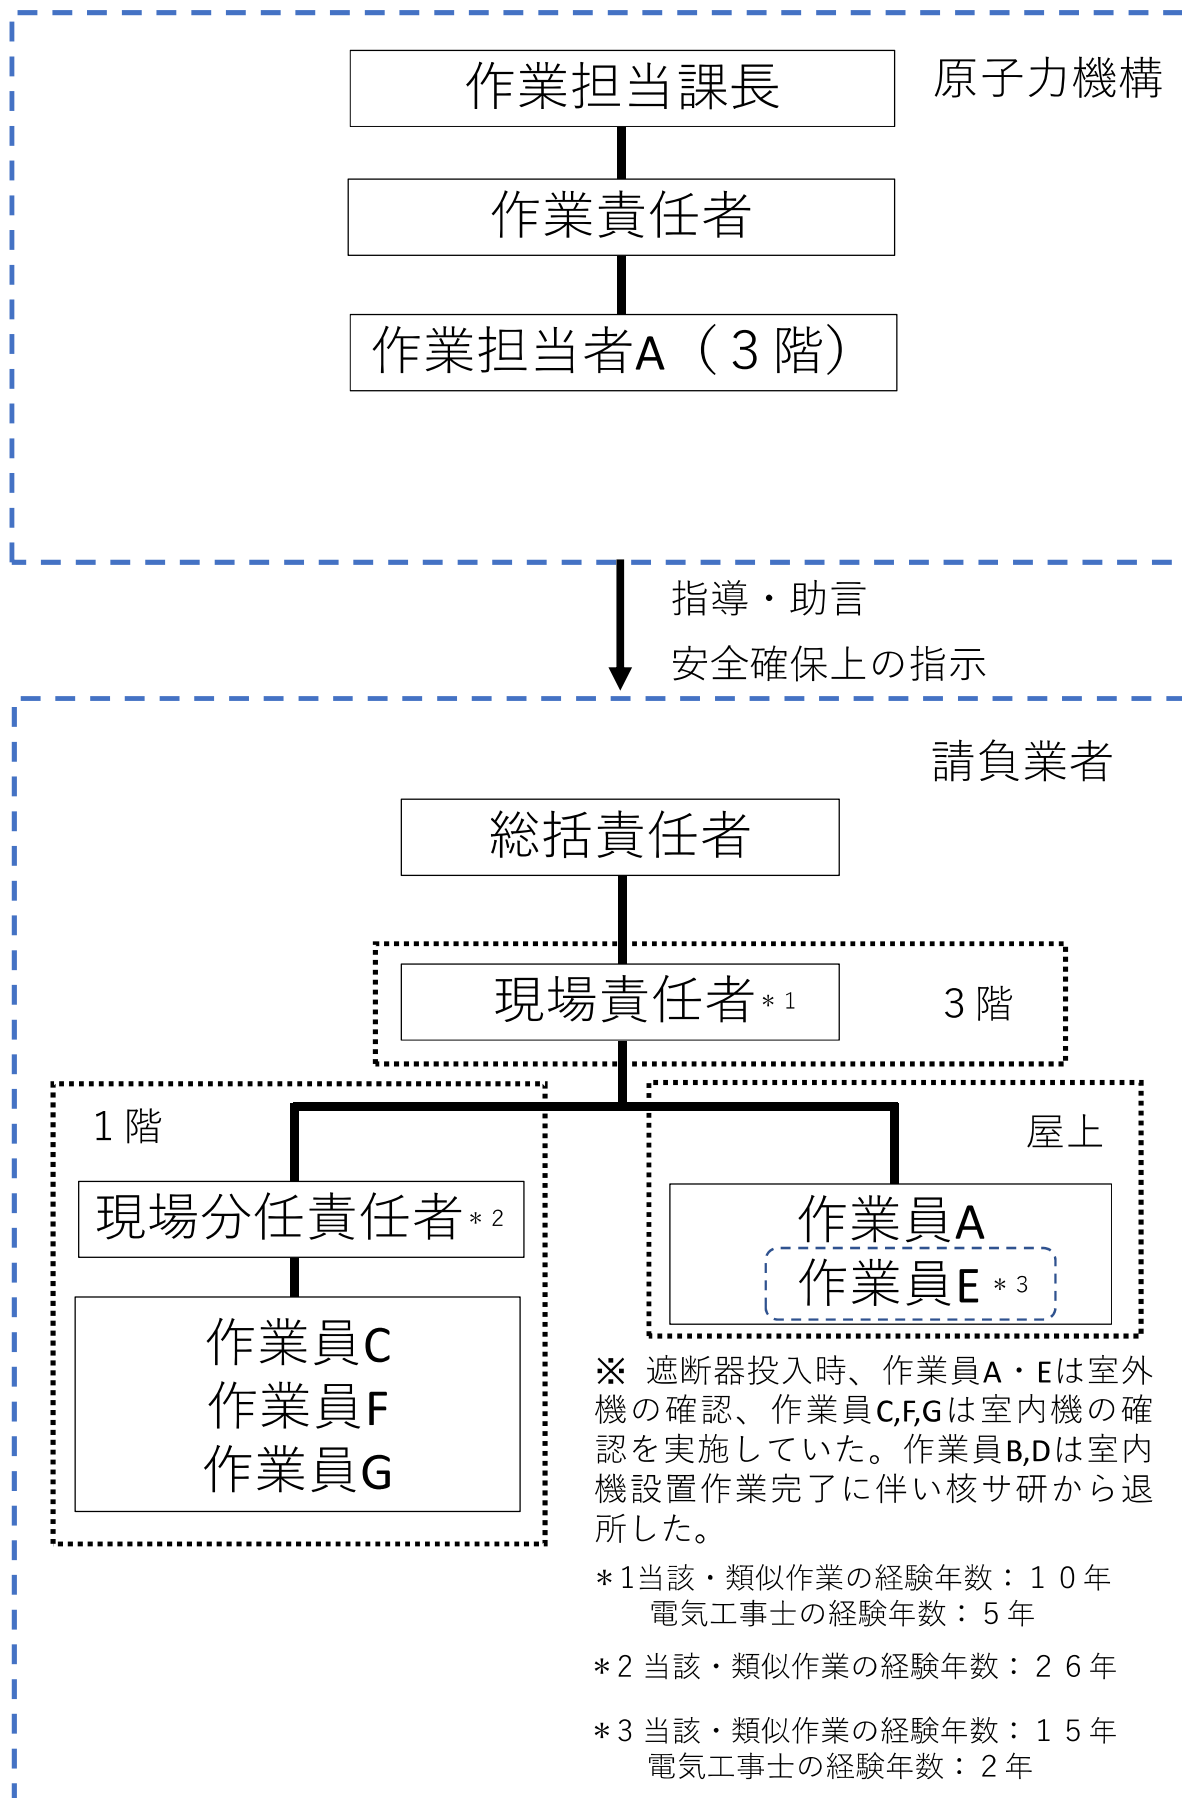 作業担当課長
原子力機構
作業責任者
作業担当者A（３階）
指導・助言
安全確保上の指示
請負業者
総括責任者
現場責任者＊1
３階
１階
屋上
現場分任責任者＊2
作業員A
作業員E＊3
作業員C
作業員F
作業員G
※ 遮断器投入時、作業員A・Eは室外
機の確認、作業員C,F,Gは室内機の確
認を実施していた。作業員B,Dは室内
機設置作業完了に伴い核サ研から退
所した。
＊1当該・類似作業の経験年数：１０年
電気工事士の経験年数：５年
＊2 当該・類似作業の経験年数：２６年
＊3 当該・類似作業の経験年数：１５年
電気工事士の経験年数：２年